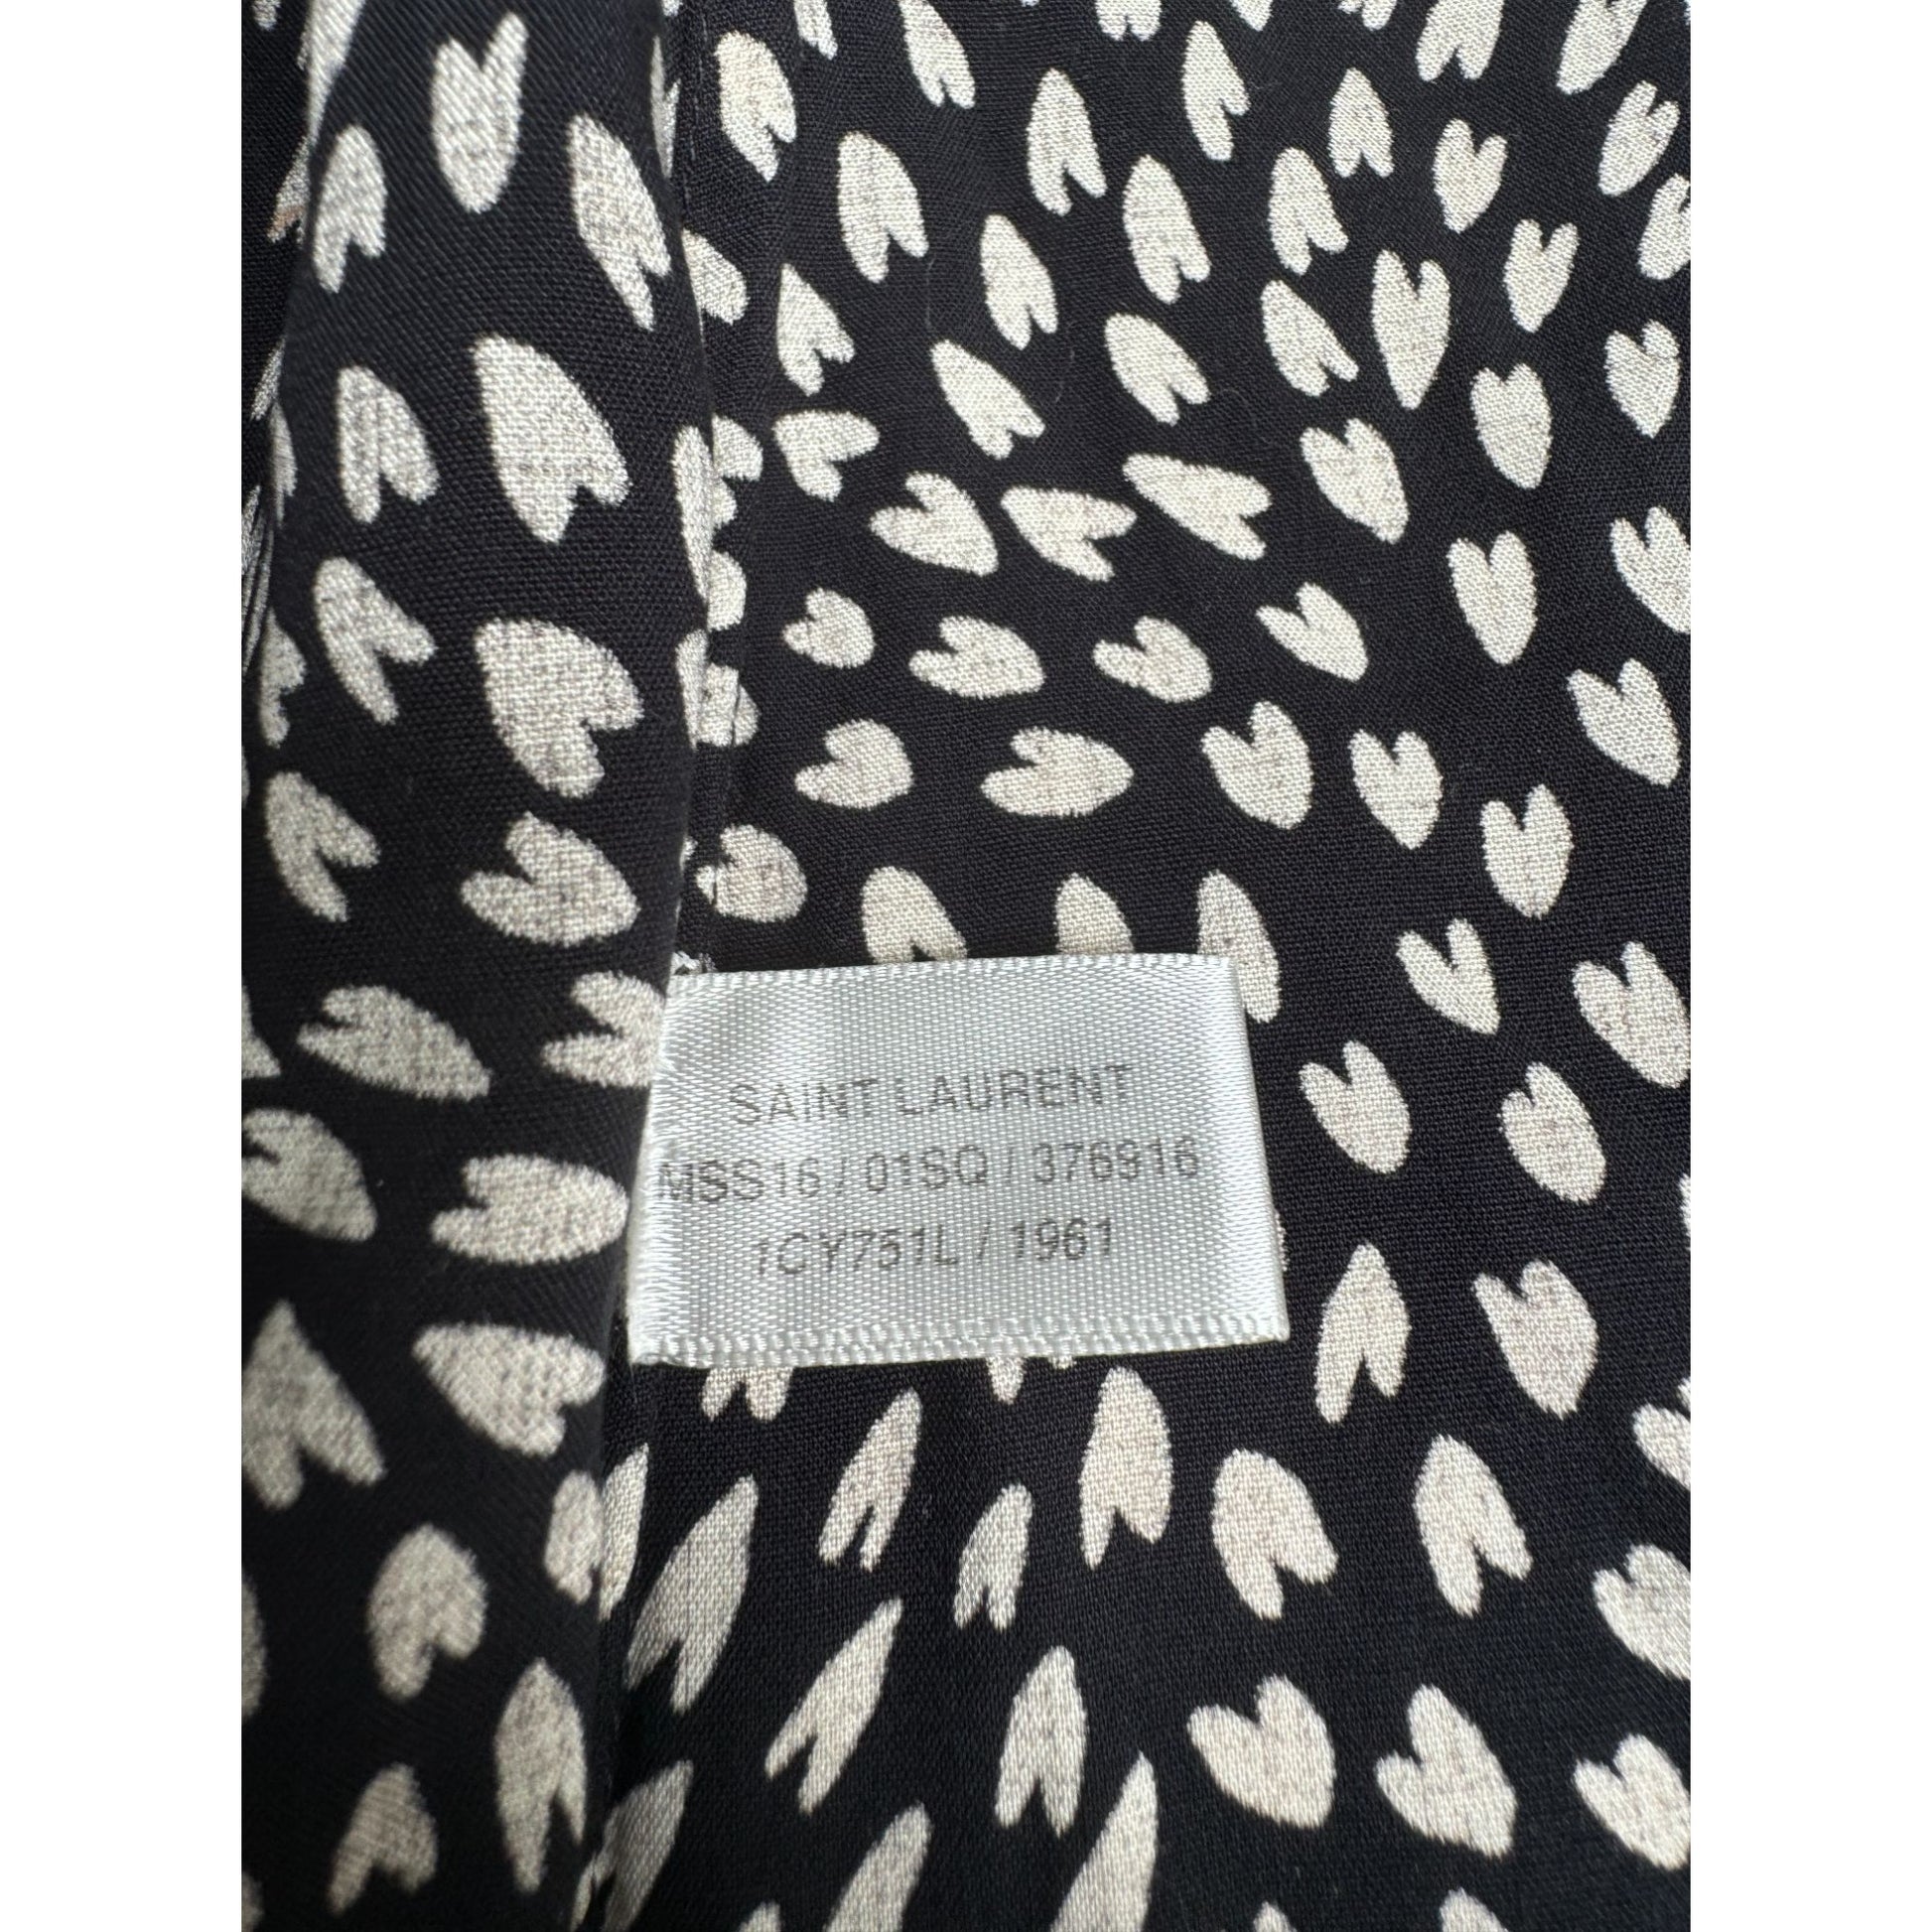 SAINT LAURENT
MSS16 / 01SQ / 376916
1CY751L / 1961